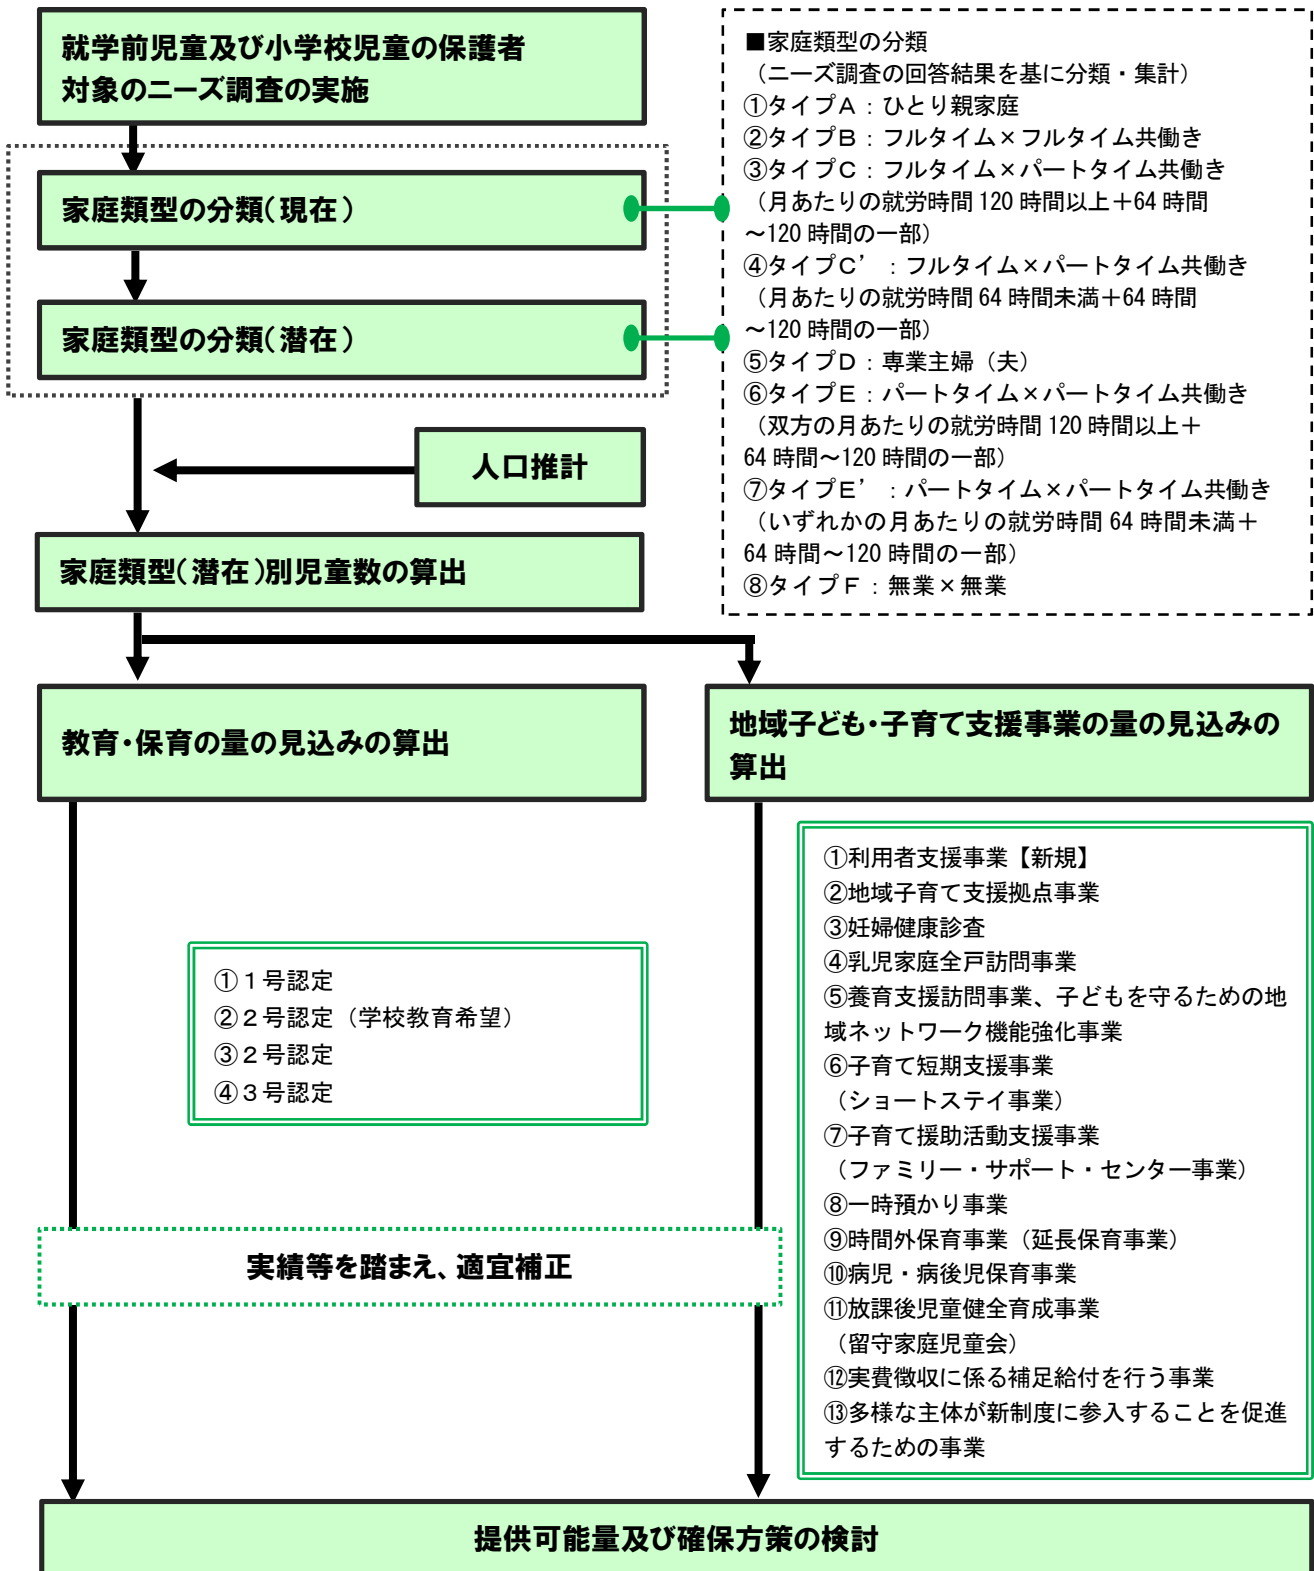 就学前児童及び小学校児童の保護者
対象のニーズ調査の実施
家庭類型の分類（現在）
家庭類型の分類（潜在）
■家庭類型の分類
（ニーズ調査の回答結果を基に分類・集計）
①タイプＡ：ひとり親家庭
②タイプＢ：フルタイム×フルタイム共働き
③タイプＣ：フルタイム×パートタイム共働き
（月あたりの就労時間 120 時間以上＋64 時間
～120 時間の一部）
④タイプＣ’：フルタイム×パートタイム共働き
（月あたりの就労時間 64 時間未満＋64 時間
～120 時間の一部）
⑤タイプＤ：専業主婦（夫）
⑥タイプＥ：パートタイム×パートタイム共働き
（双方の月あたりの就労時間 120 時間以上＋
64 時間～120 時間の一部）
⑦タイプＥ’：パートタイム×パートタイム共働き
（いずれかの月あたりの就労時間 64 時間未満＋
64 時間～120 時間の一部）
⑧タイプＦ：無業×無業
人口推計
家庭類型（潜在）別児童数の算出
教育・保育の量の見込みの算出
地域子ども・子育て支援事業の量の見込みの
算出
①１号認定
②２号認定（学校教育希望）
③２号認定
④３号認定
①利用者支援事業【新規】
②地域子育て支援拠点事業
③妊婦健康診査
④乳児家庭全戸訪問事業
⑤養育支援訪問事業、子どもを守るための地
域ネットワーク機能強化事業
⑥子育て短期支援事業
（ショートステイ事業）
⑦子育て援助活動支援事業
（ファミリー・サポート・センター事業）
⑧一時預かり事業
⑨時間外保育事業（延長保育事業）
⑩病児・病後児保育事業
⑪放課後児童健全育成事業
（留守家庭児童会）
⑫実費徴収に係る補足給付を行う事業
⑬多様な主体が新制度に参入することを促進
するための事業
実績等を踏まえ、適宜補正
提供可能量及び確保方策の検討